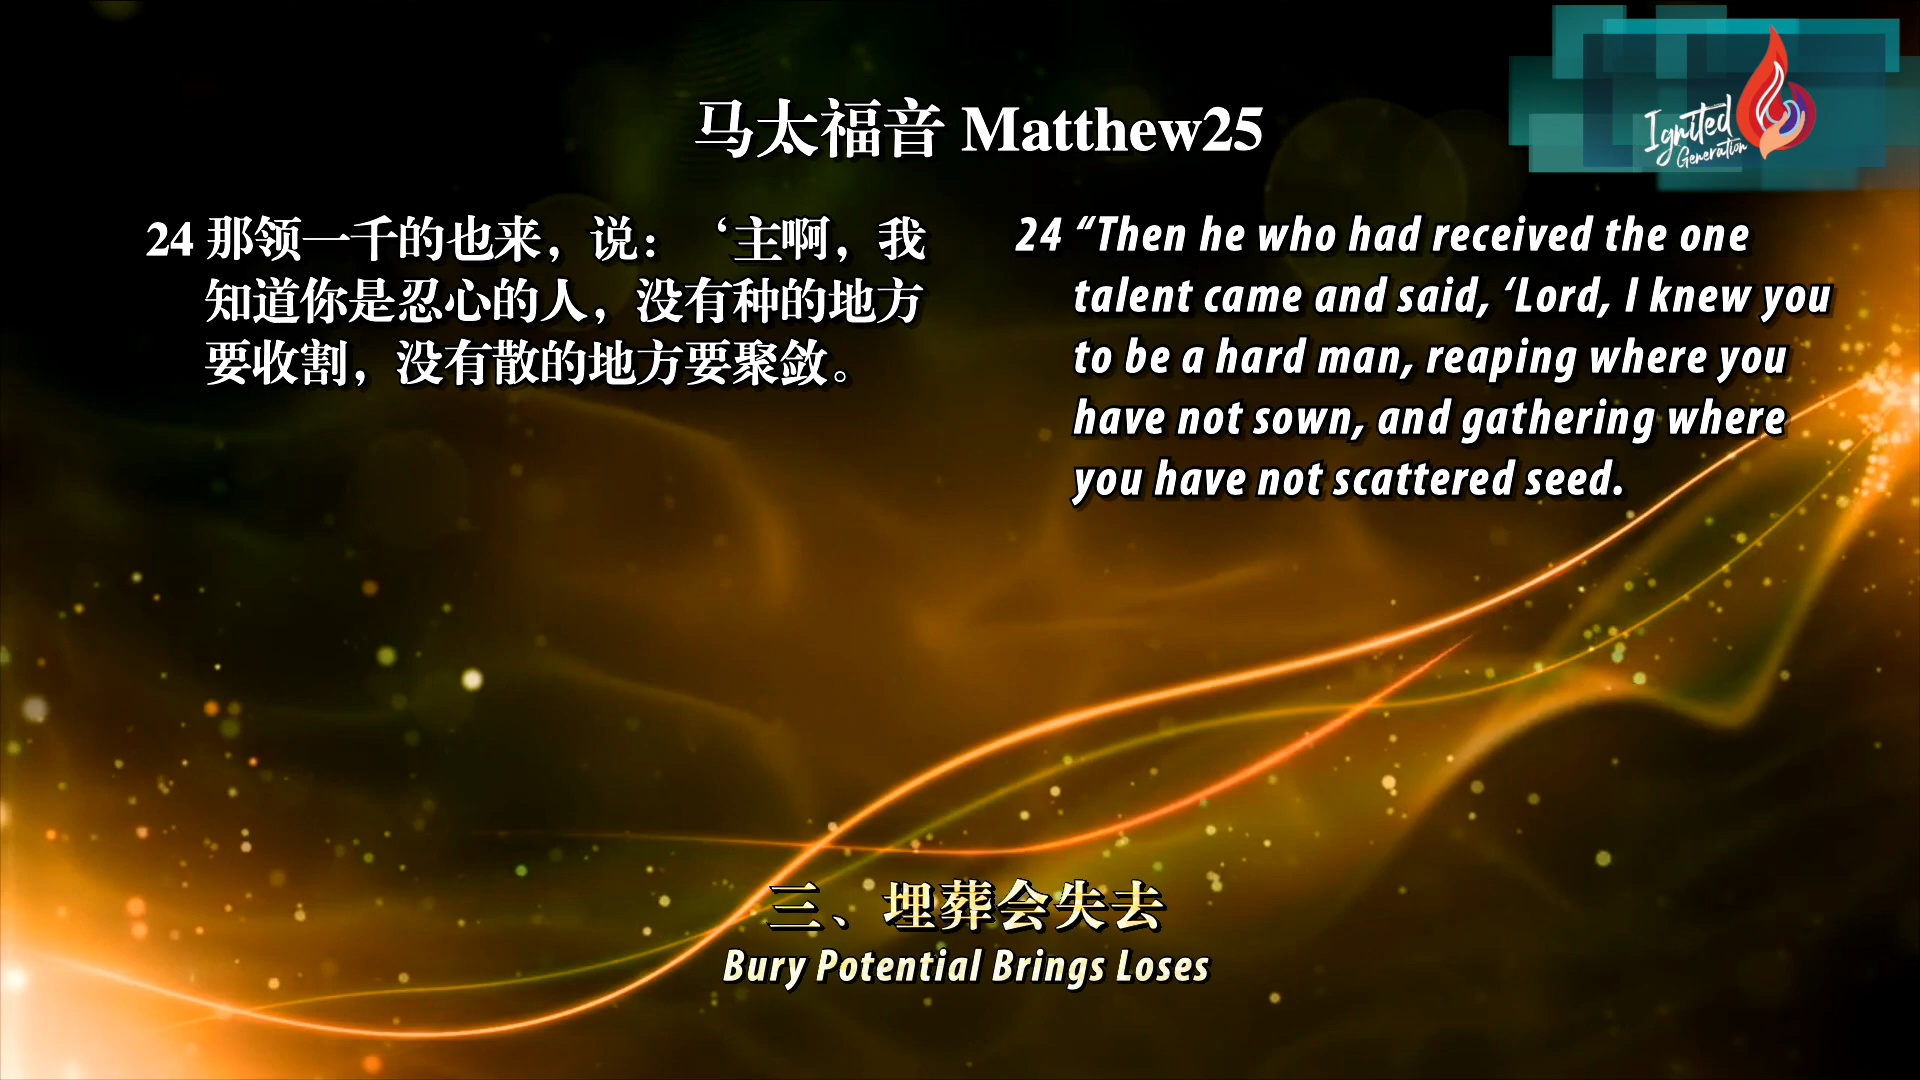 马太福音 Matthew25
Ignited
Generation
24 那领一千的也来，说：‘主啊，我
知道你是忍心的人，没有种的地方
要收割，没有散的地方要聚敛。
24 “Then he who had received the one
talent came and said, ‘Lord, I knew you
to be a hard man, reaping where you
have not sown, and gathering where
you have not scattered seed.
三、埋葬会失去
Bury Potential Brings Loses